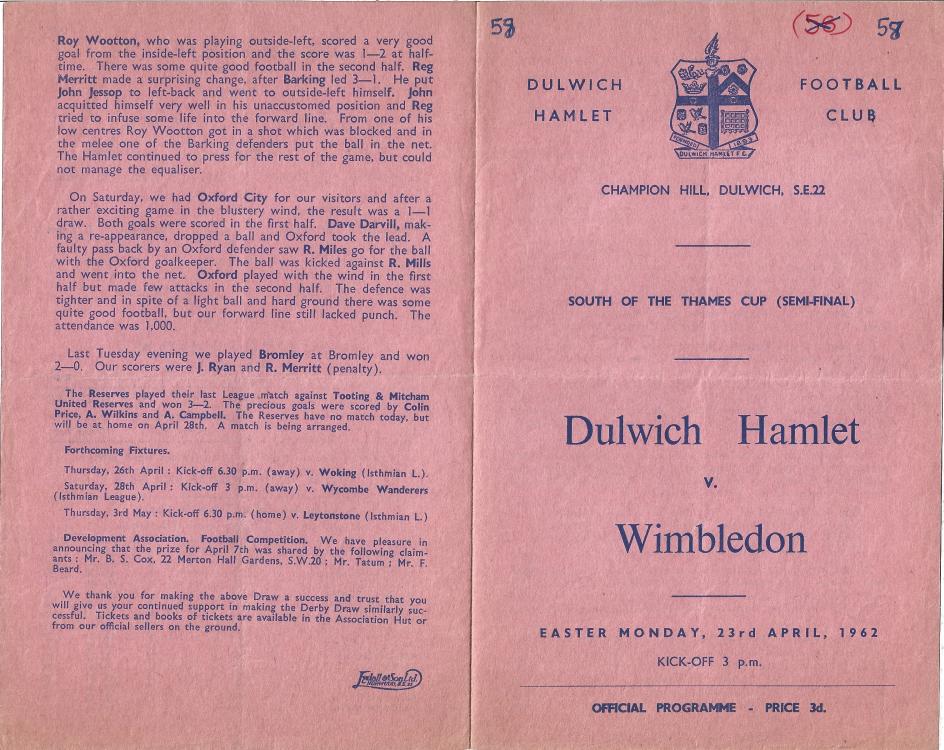 Roy Wootton, who was playing outside-left, scored a very good
goal from the inside-left position and the score was 1—2 at half-
time. There was some quite good football in the second half. Reg
Merritt made a surprising change, after Barking led 3—1. He put
John Jessop to left-back and went to outside-left himself. John
acquitted himself very well in his unaccustomed position and Reg
tried to infuse some life into the forward line. From one of his
low centres Roy Wootton got in a shot which was blocked and in
the melee one of the Barking defenders put the ball in the net.
The Hamlet continued to press for the rest of the game, but could
not manage the equaliser.
On Saturday, we had Oxford City for our visitors and after a
rather exciting game in the blustery wind, the result was a 1—1
draw. Both goals were scored in the first half. Dave Darvill, mak-
ing a re-appearance, dropped a ball and Oxford took the lead. A
faulty pass back by an Oxford defender saw R. Miles go for the ball
with the Oxford goalkeeper. The ball was kicked against R. Mills
and went into the net. Oxford played with the wind in the first
half but made few attacks in the second half. The defence was
tighter and in spite of a light ball and hard ground there was some
quite good football, but our forward line still lacked punch. The
attendance was 1,000.
Last Tuesday evening we played Bromley at Bromley and won
2—0. Our scorers were J. Ryan and R. Merritt (penalty).
The Reserves played their last League match against Tooting & Mitcham
United Reserves and won 3—2. The precious goals were scored by Colin
Price, A. Wilkins and A. Campbell. The Reserves have no match today, but
will be at home on April 28th. A match is being arranged.
Forthcoming Fixtures.
Thursday, 26th April : Kick-off 6.30 p.m. (away) v. Woking (Isthmian L.).
Saturday, 28th April : Kick-off 3 p.m. (away) v. Wycombe Wanderers
(Isthmian League).
Thursday, 3rd May : Kick-off 6.30 p.m. (home) v. Leytonstone (Isthmian L.)
Development Association. Football Competition. We have pleasure in
announcing that the prize for April 7th was shared by the following claim-
ants : Mr. B. S. Cox, 22 Merton Hall Gardens, S.W.20 ; Mr. Tatum ; Mr. F.
Beard.
We thank you for making the above Draw a success and trust that you
will give us your continued support in making the Derby Draw similarly suc-
cessful. Tickets and books of tickets are available in the Association Hut or
from our official sellers on the ground.
DULWICH
HAMLET
DULWICH HAMLET F.C.
1893
FOOTBALL
CLUB
CHAMPION HILL, DULWICH, S.E.22
SOUTH OF THE THAMES CUP (SEMI-FINAL)
Dulwich Hamlet
v.
Wimbledon
EASTER MONDAY, 23rd APRIL, 1962
KICK-OFF 3 p.m.
OFFICIAL PROGRAMME - PRICE 3d.